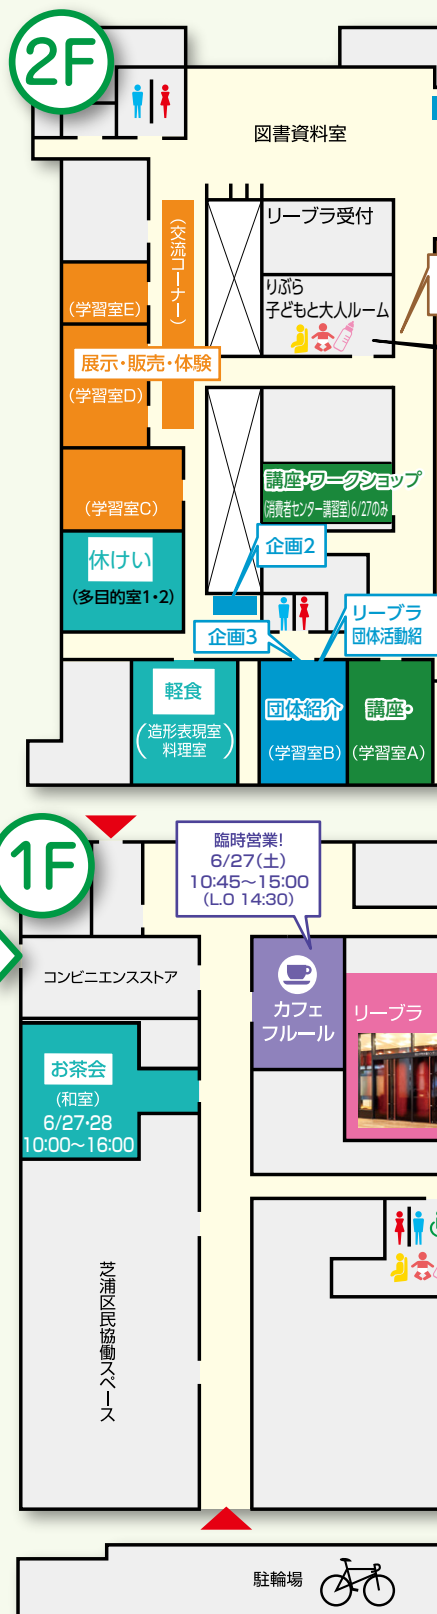 2F
図書資料室
リーブラ受付
りぶら
子どもと大人ルーム
(交流コーナー)
(学習室E)
展示・販売・体験
(学習室D)
(学習室C)
講座・ワークショップ
(消費者センター講習室)6/27のみ
休けい
(多目的室1・2)
企画2
企画3
リーブラ
団体活動紹
軽食
(造形表現室
料理室)
団体紹介
(学習室B)
講座・
(学習室A)
1F
臨時営業!
6/27(土)
10:45〜15:00
(L.O 14:30)
コンビニエンスストア
カフェ
フルール
リーブラ
お茶会
(和室)
6/27・28
10:00〜16:00
芝浦区民協働スペース
駐輪場